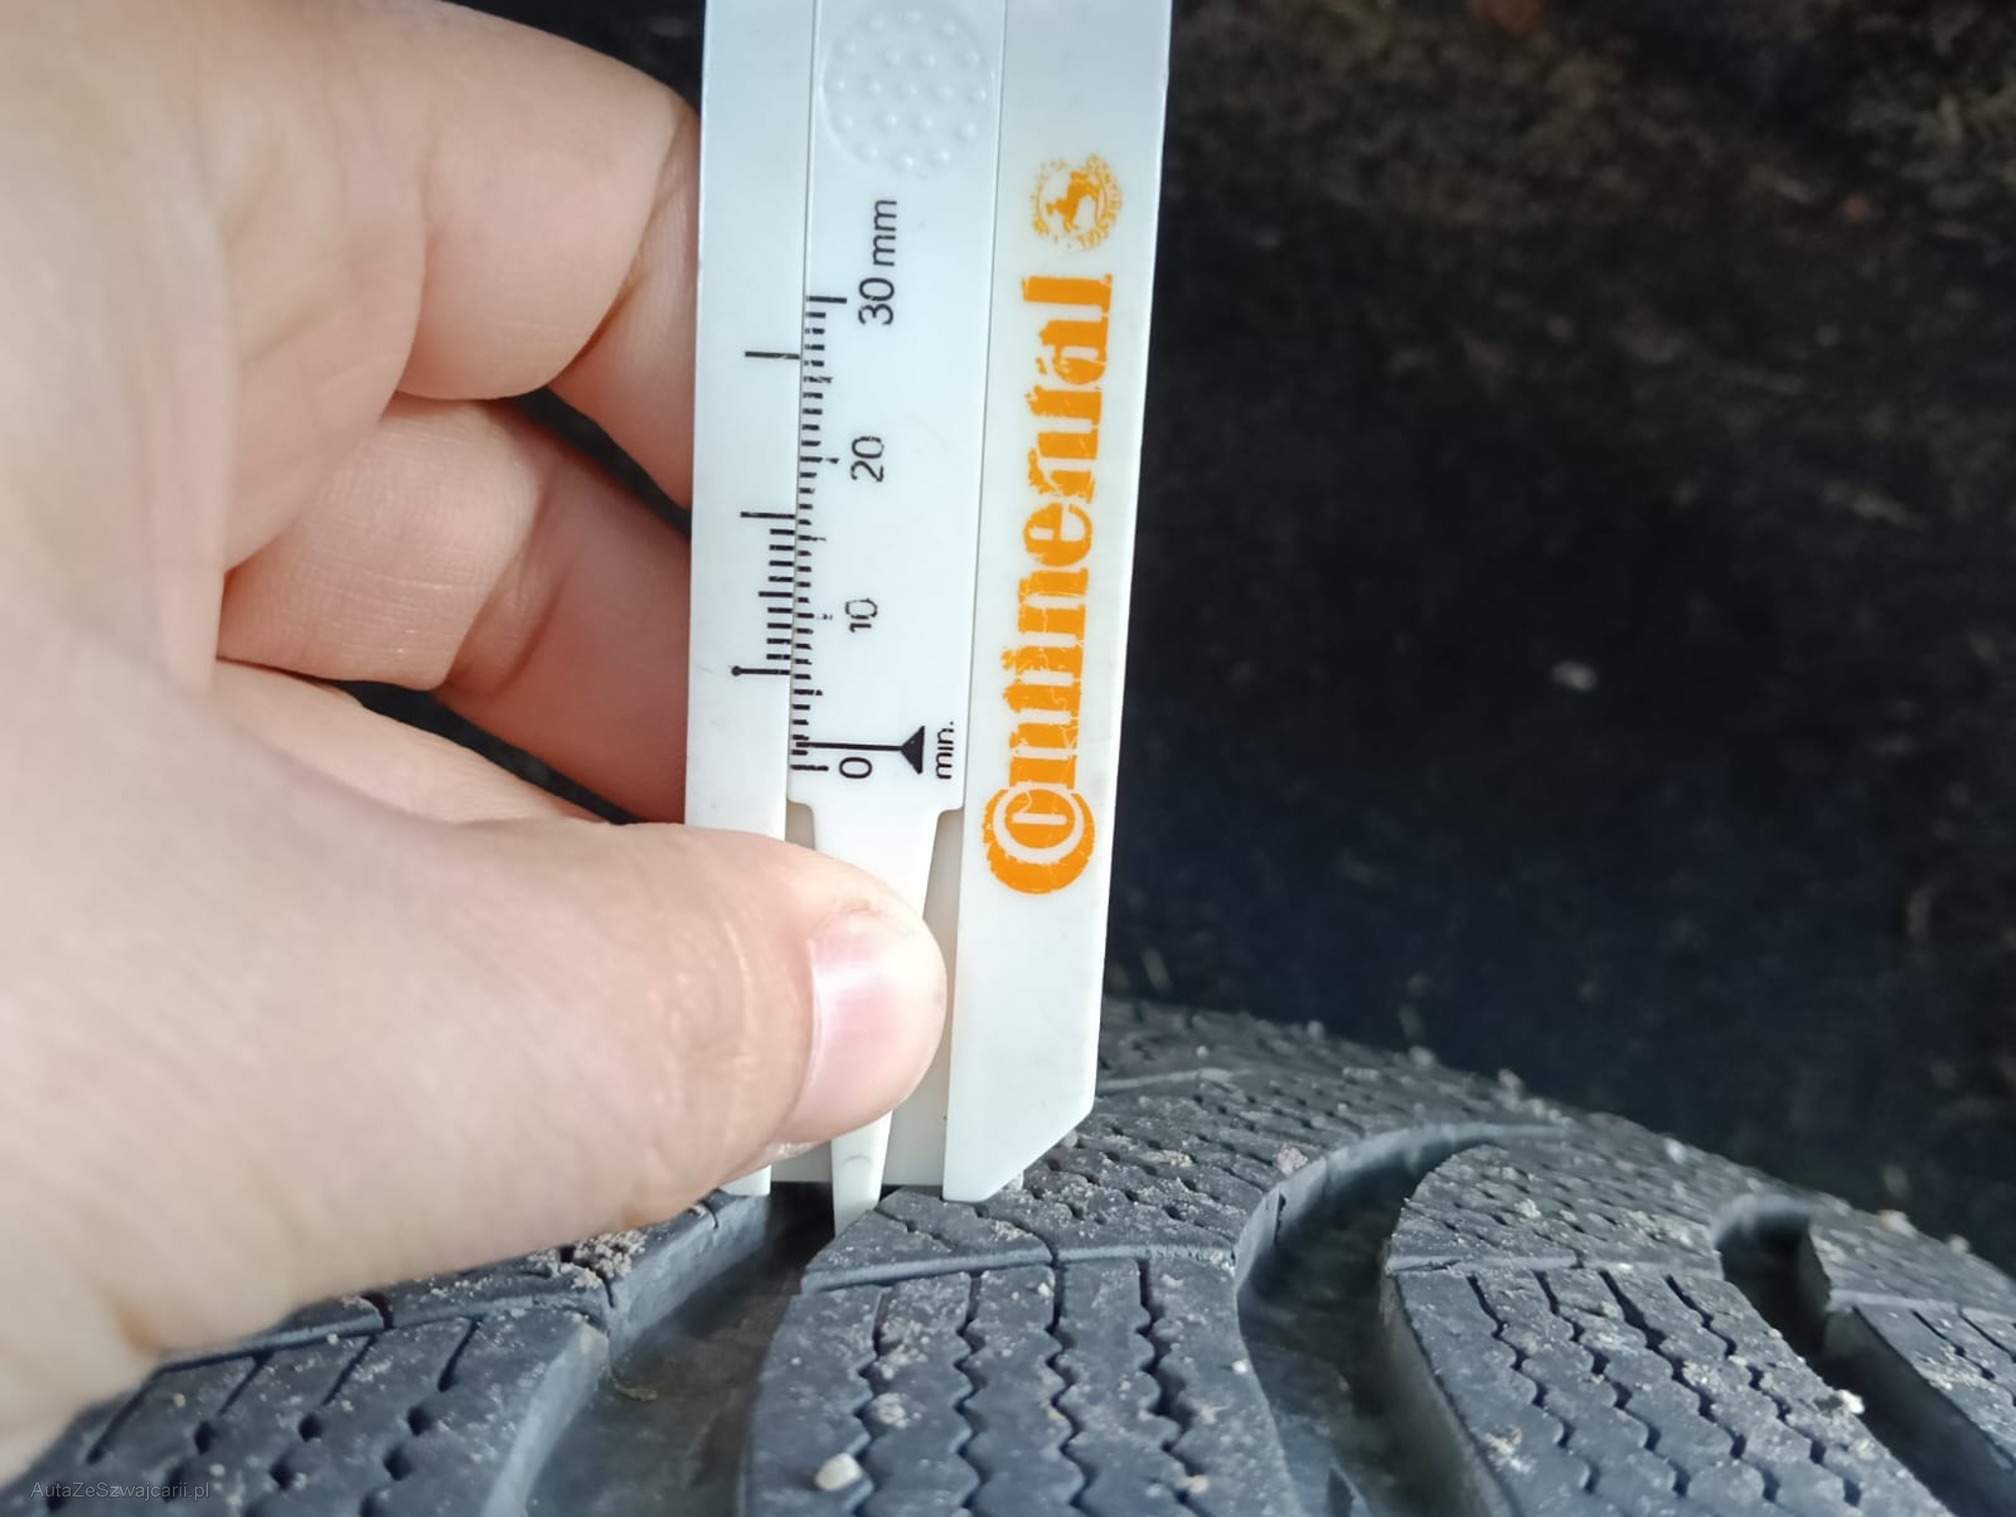 30 mm
20
10
0
min.
Continental
AutaZeSzwajcarii.pl